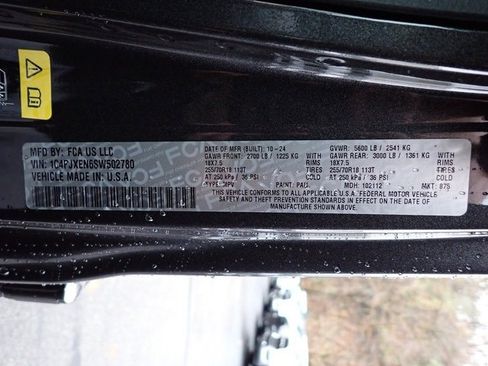 MFD BY: FCA US LLC
VIN: 1C4PJXEN6SW502780
VEHICLE MADE IN: U.S.A.
DATE OF MFR (BUILT): 10-24 GVWR: 5600 LB / 2541 KG
GAWR FRONT: 2700 LB / 1225 KG GAWR REAR: 3000 LB / 1361 KG
18X7.5 RIMS 18X7.5 RIMS
255/70R18 113T TIRES 255/70R18 113T TIRES
AT 250 kPa / 36 PSI COLD AT 250 kPa / 36 PSI COLD
TYPE: MPV PAINT: MDH: 102112 MKT: 875
THIS VEHICLE CONFORMS TO ALL APPLICABLE U.S.A. FEDERAL MOTOR VEHICLE
SAFETY AND THEFT PREVENTION STANDARDS IN EFFECT ON THE DATE OF
MANUFACTURE SHOWN ABOVE.